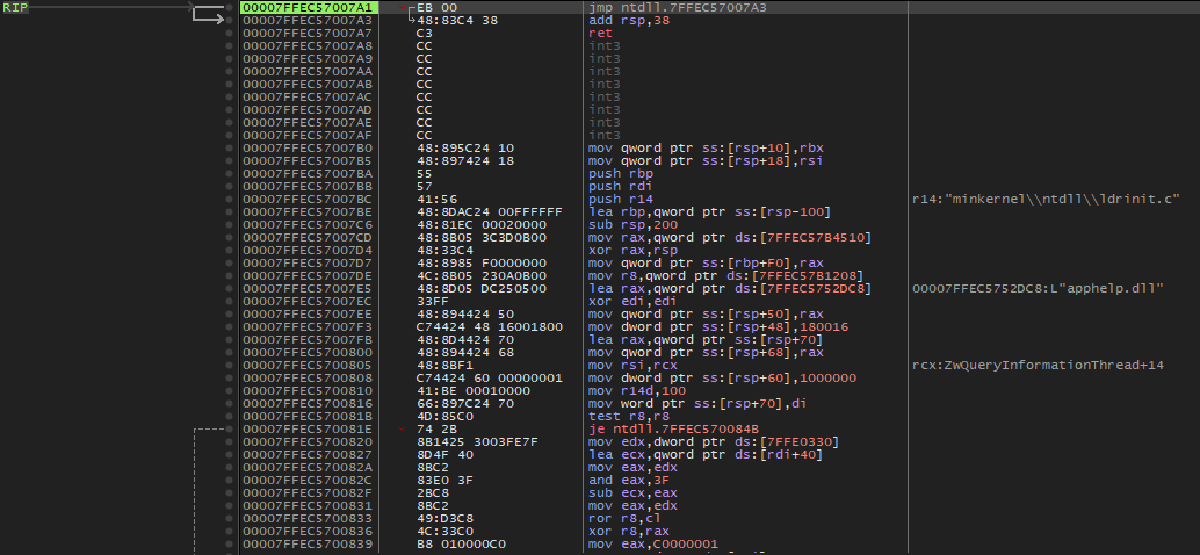 RIP 00007FFEC57007A1 EB 00 jmp ntdll.7FFEC57007A3
00007FFEC57007A3 48:83C4 38 add rsp,38
00007FFEC57007A7 C3 ret
00007FFEC57007A8 CC int3
00007FFEC57007A9 CC int3
00007FFEC57007AA CC int3
00007FFEC57007AB CC int3
00007FFEC57007AC CC int3
00007FFEC57007AD CC int3
00007FFEC57007AE CC int3
00007FFEC57007AF CC int3
00007FFEC57007B0 48:895C24 10 mov qword ptr ss:[rsp+10],rbx
00007FFEC57007B5 48:897424 18 mov qword ptr ss:[rsp+18],rsi
00007FFEC57007BA 55 push rbp
00007FFEC57007BB 57 push rdi
00007FFEC57007BC 41:56 push r14 r14:"minkernel\\ntdll\\ldrinit.c"
00007FFEC57007BE 48:8DAC24 00FFFFFF lea rbp,qword ptr ss:[rsp-100]
00007FFEC57007C6 48:81EC 00020000 sub rsp,200
00007FFEC57007CD 48:8B05 3C3D0B00 mov rax,qword ptr ds:[7FFEC57B4510]
00007FFEC57007D4 48:33C4 xor rax,rsp
00007FFEC57007D7 48:8985 F0000000 mov qword ptr ss:[rbp+F0],rax
00007FFEC57007DE 4C:8B05 230A0B00 mov r8,qword ptr ds:[7FFEC57B1208]
00007FFEC57007E5 48:8D05 DC250500 lea rax,qword ptr ds:[7FFEC5752DC8] 00007FFEC5752DC8:L"apphelp.dll"
00007FFEC57007EC 33FF xor edi,edi
00007FFEC57007EE 48:894424 50 mov qword ptr ss:[rsp+50],rax
00007FFEC57007F3 C74424 48 16001800 mov dword ptr ss:[rsp+48],180016
00007FFEC57007FB 48:8D4424 70 lea rax,qword ptr ss:[rsp+70]
00007FFEC5700800 48:894424 68 mov qword ptr ss:[rsp+68],rax
00007FFEC5700805 48:8BF1 mov rsi,rcx rcx:ZwQueryInformationThread+14
00007FFEC5700808 C74424 60 00000001 mov dword ptr ss:[rsp+60],1000000
00007FFEC5700810 41:BE 00010000 mov r14d,100
00007FFEC5700816 66:897C24 70 mov word ptr ss:[rsp+70],di
00007FFEC570081B 4D:85C0 test r8,r8
00007FFEC570081E 74 2B je ntdll.7FFEC570084B
00007FFEC5700820 8B1425 3003FE7F mov edx,dword ptr ds:[7FFE0330]
00007FFEC5700827 8D4F 40 lea ecx,qword ptr ds:[rdi+40]
00007FFEC570082A 8BC2 mov eax,edx
00007FFEC570082C 83E0 3F and eax,3F
00007FFEC570082F 2BC8 sub ecx,eax
00007FFEC5700831 8BC2 mov eax,edx
00007FFEC5700833 49:D3C8 ror r8,cl
00007FFEC5700836 4C:33C0 xor r8,rax
00007FFEC5700839 B8 010000C0 mov eax,C0000001